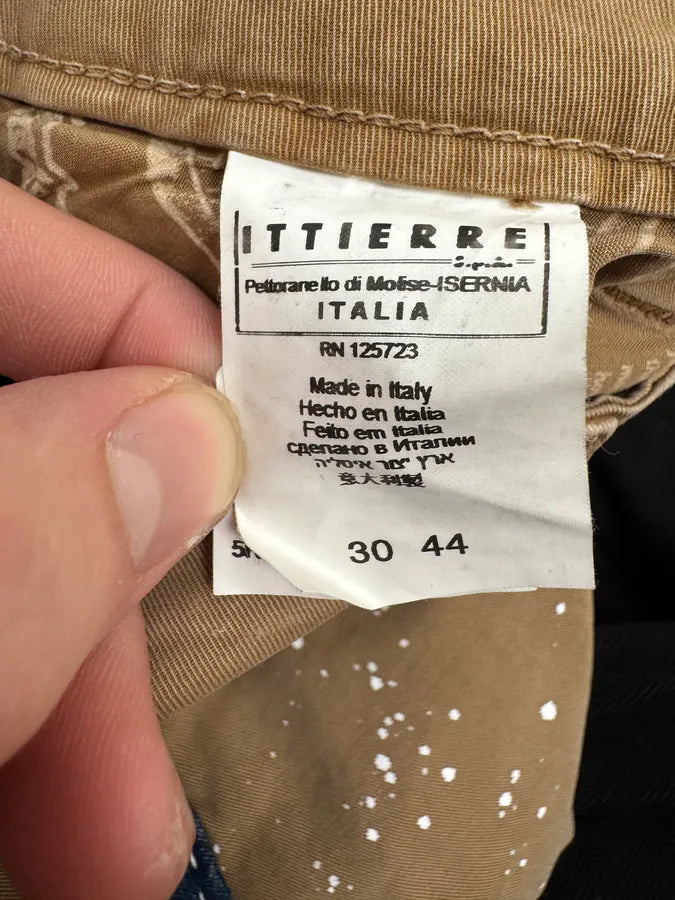 ITTIERRE
S.p.A.
Pettoranello di Molise-ISERNIA
ITALIA
RN 125723
Made in Italy
Hecho en Italia
Feito em Italia
сделано в Италии
ארץ יצור איטליה
意大利製
30 44